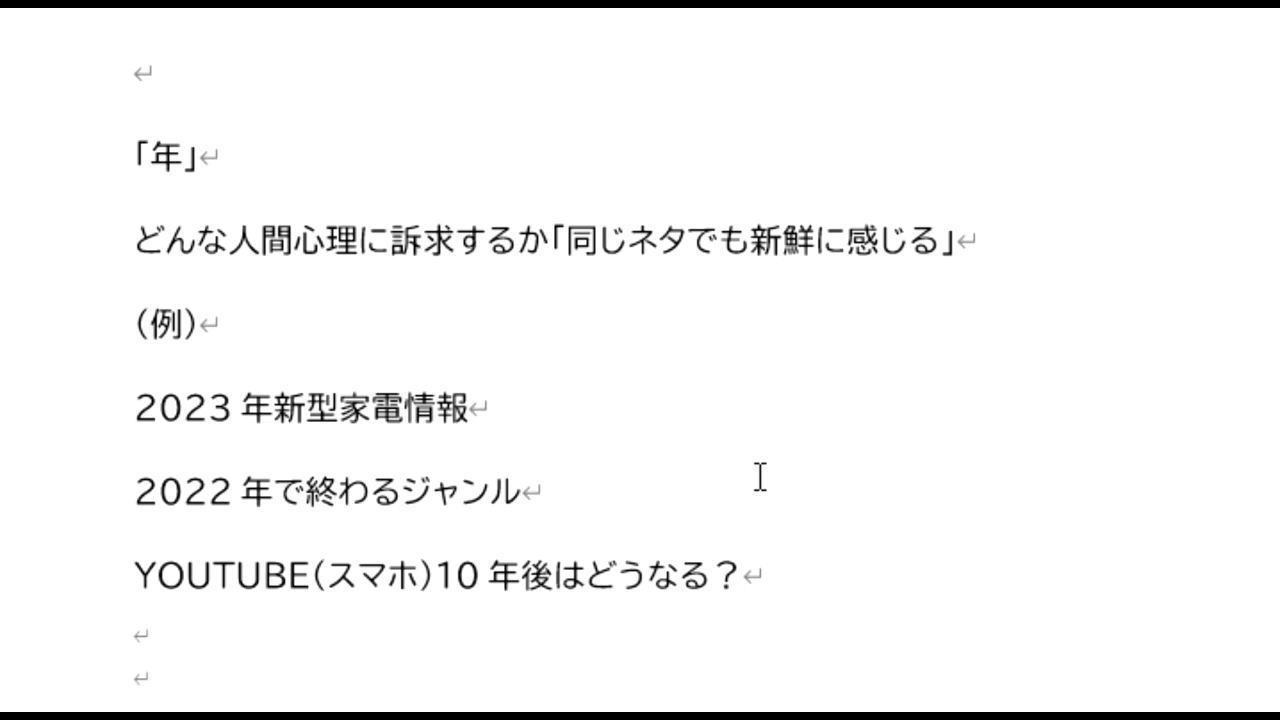 「年」
どんな人間心理に訴求するか「同じネタでも新鮮に感じる」
(例)
2023年新型家電情報
2022年で終わるジャンル
YOUTUBE(スマホ)10年後はどうなる？